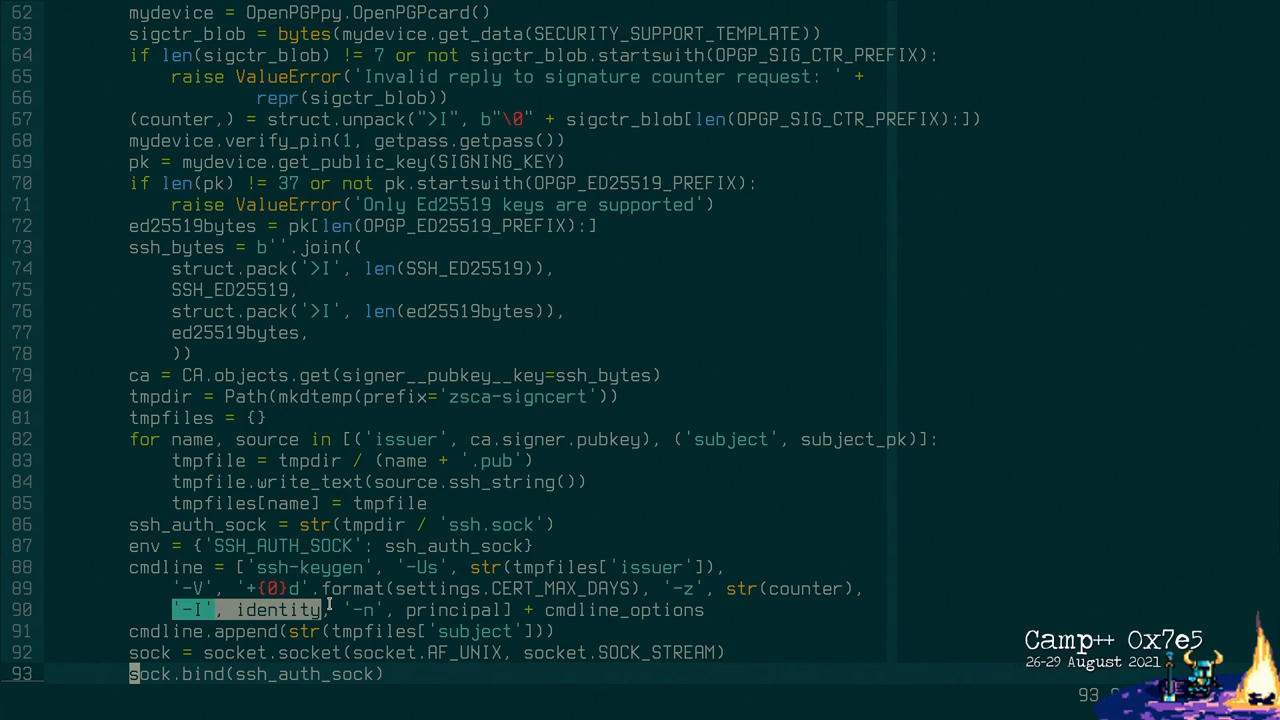 62 mydevice = OpenPGPpy.OpenPGPcard()
63 sigctr_blob = bytes(mydevice.get_data(SECURITY_SUPPORT_TEMPLATE))
64 if len(sigctr_blob) != 7 or not sigctr_blob.startswith(OPGP_SIG_CTR_PREFIX):
65 raise ValueError('Invalid reply to signature counter request: ' +
66 repr(sigctr_blob))
67 (counter,) = struct.unpack(">I", b"\0" + sigctr_blob[len(OPGP_SIG_CTR_PREFIX):])
68 mydevice.verify_pin(1, getpass.getpass())
69 pk = mydevice.get_public_key(SIGNING_KEY)
70 if len(pk) != 37 or not pk.startswith(OPGP_ED25519_PREFIX):
71 raise ValueError('Only Ed25519 keys are supported')
72 ed25519bytes = pk[len(OPGP_ED25519_PREFIX):]
73 ssh_bytes = b''.join((
74 struct.pack('>I', len(SSH_ED25519)),
75 SSH_ED25519,
76 struct.pack('>I', len(ed25519bytes)),
77 ed25519bytes,
78 ))
79 ca = CA.objects.get(signer__pubkey__key=ssh_bytes)
80 tmpdir = Path(mkdtemp(prefix='zsca-signcert'))
81 tmpfiles = {}
82 for name, source in [('issuer', ca.signer.pubkey), ('subject', subject_pk)]:
83 tmpfile = tmpdir / (name + '.pub')
84 tmpfile.write_text(source.ssh_string())
85 tmpfiles[name] = tmpfile
86 ssh_auth_sock = str(tmpdir / 'ssh.sock')
87 env = {'SSH_AUTH_SOCK': ssh_auth_sock}
88 cmdline = ['ssh-keygen', '-Us', str(tmpfiles['issuer']),
89 '-V', '+{0}d'.format(settings.CERT_MAX_DAYS), '-z', str(counter),
90 '-I', identity, '-n', principal] + cmdline_options
91 cmdline.append(str(tmpfiles['subject']))
92 sock = socket.socket(socket.AF_UNIX, socket.SOCK_STREAM)
93 sock.bind(ssh_auth_sock)
Camp++ 0x7e5
26-29 August 2021
93